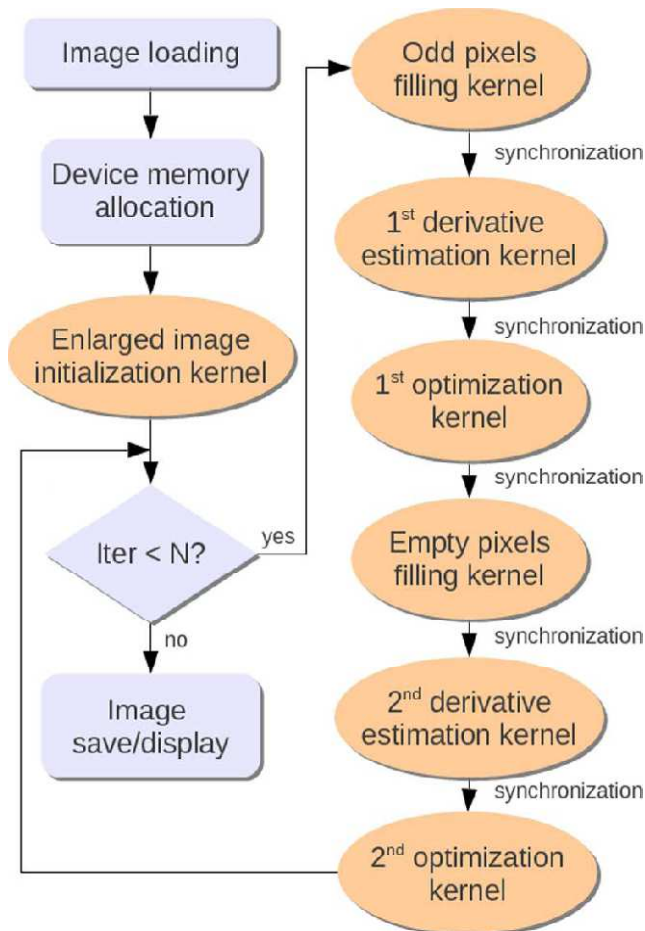 Image loading
Device memory
allocation
Enlarged image
initialization kernel
Iter < N?
yes
no
Image
save/display
Odd pixels
filling kernel
synchronization
1st derivative
estimation kernel
synchronization
1st optimization
kernel
synchronization
Empty pixels
filling kernel
synchronization
2nd derivative
estimation kernel
synchronization
2nd optimization
kernel